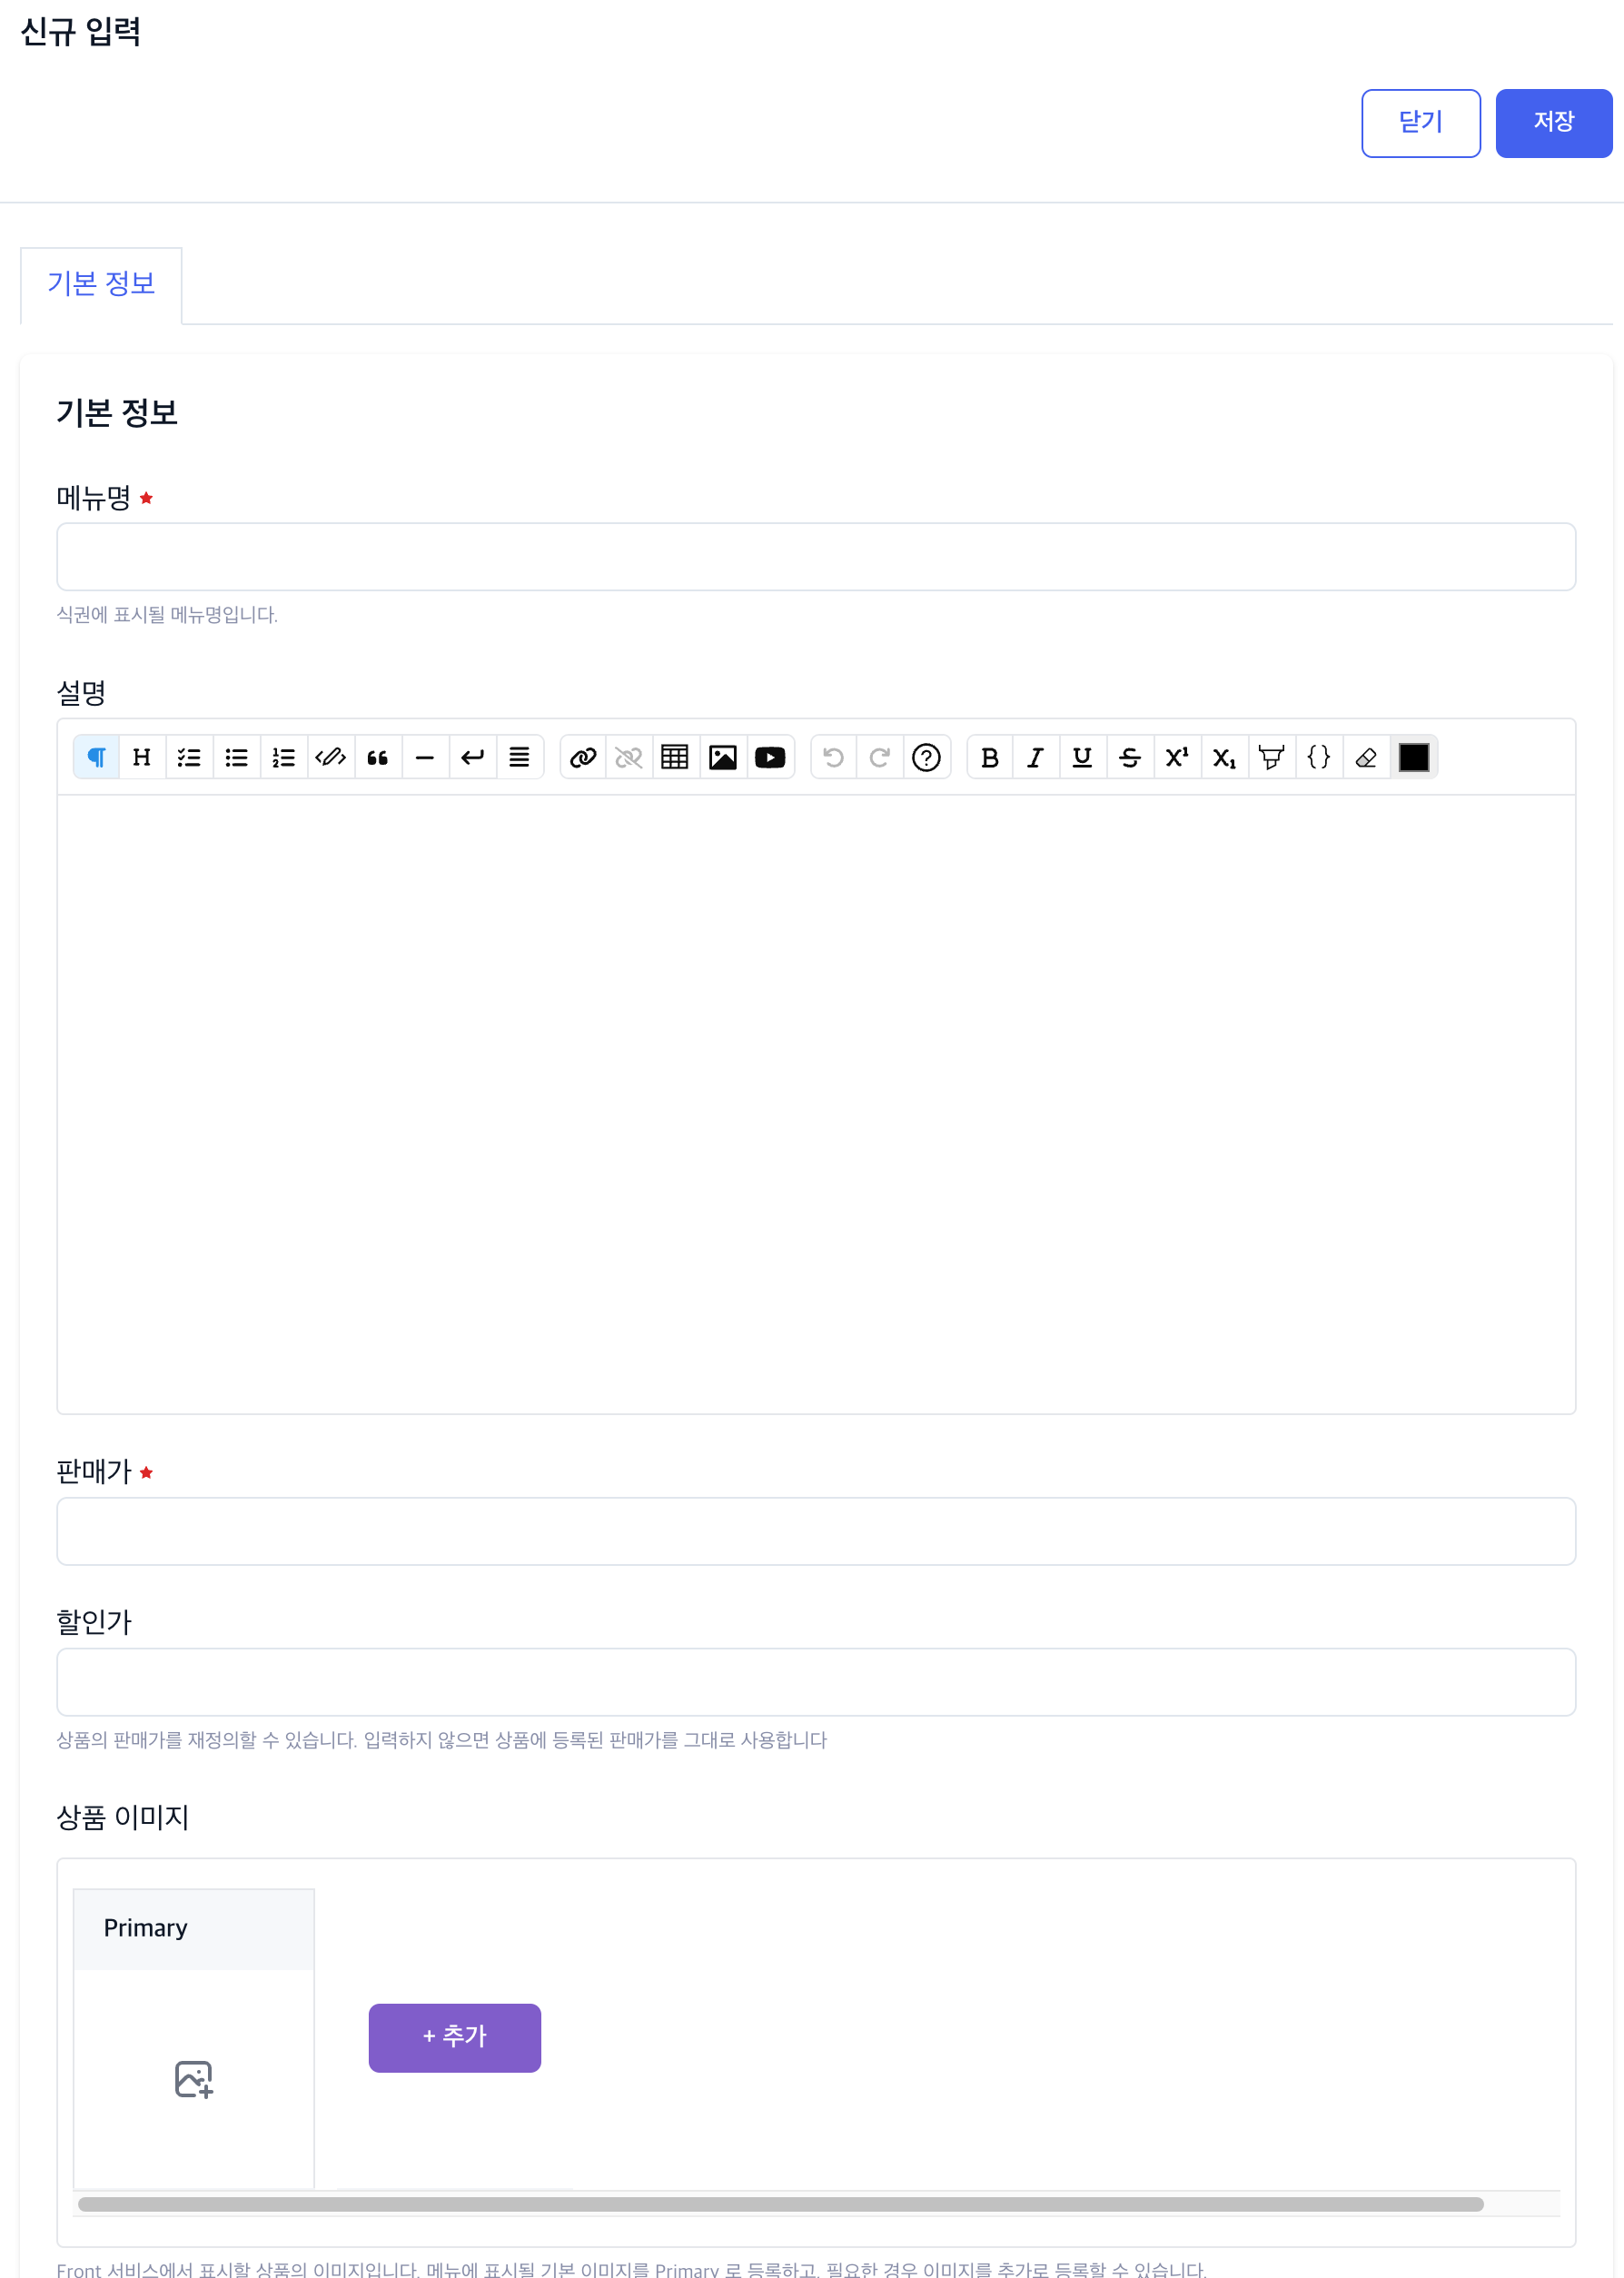 신규 입력
닫기 저장
기본 정보
기본 정보
메뉴명
식권에 표시될 메뉴명입니다.
설명
판매가
할인가
상품의 판매가를 재정의할 수 있습니다. 입력하지 않으면 상품에 등록된 판매가를 그대로 사용합니다
상품 이미지
Primary
+ 추가
Front 서비스에서 표시할 상품의 이미지입니다. 메뉴에 표시될 기본 이미지를 Primary 로 등록하고, 필요한 경우 이미지를 추가로 등록할 수 있습니다.